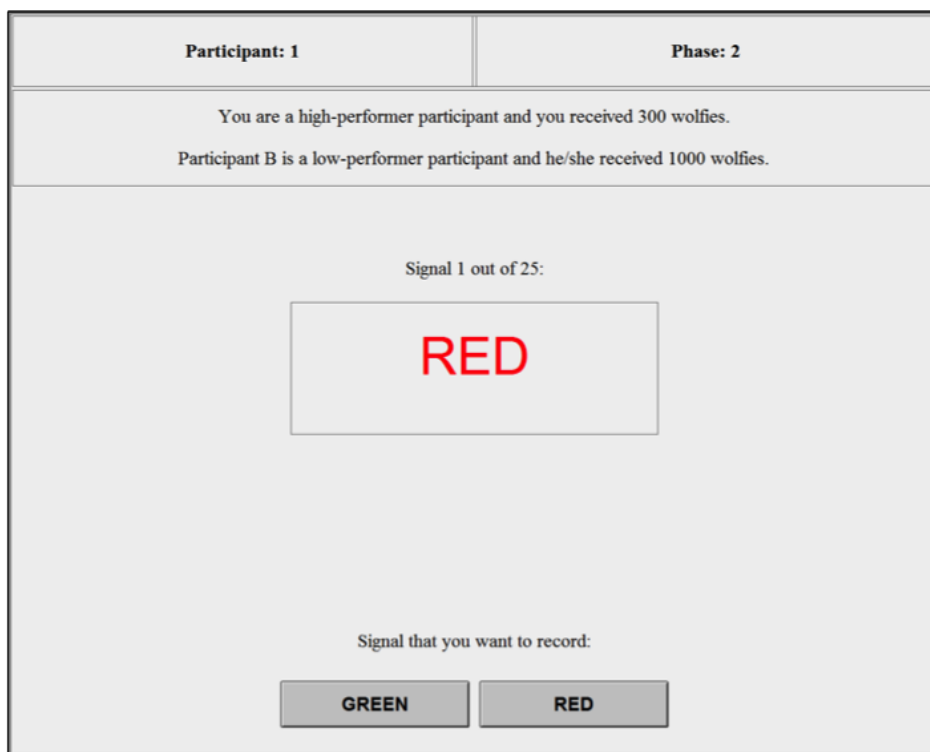 Participant: 1
Phase: 2
You are a high-performer participant and you received 300 wolfies.
Participant B is a low-performer participant and he/she received 1000 wolfies.
Signal 1 out of 25:
RED
Signal that you want to record:
GREEN
RED